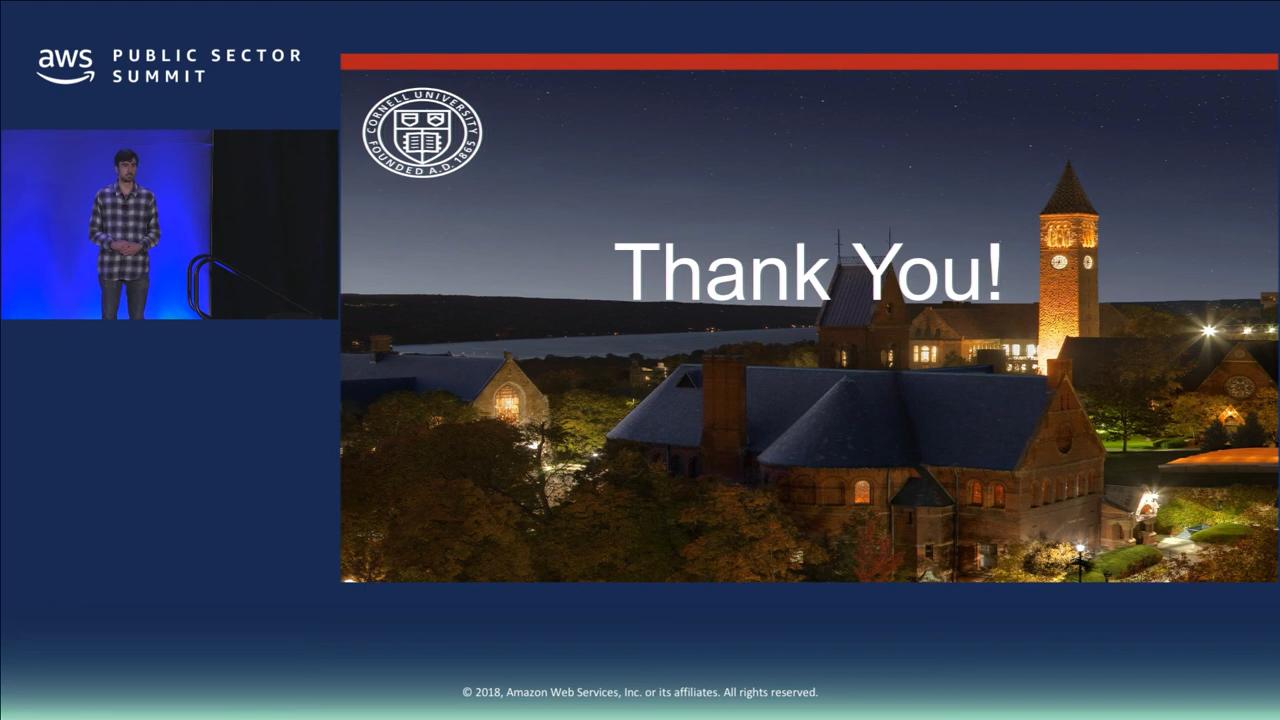 aws PUBLIC SECTOR
SUMMIT
CORNELL UNIVERSITY
FOUNDED A.D. 1865
Thank You!
© 2018, Amazon Web Services, Inc. or its affiliates. All rights reserved.